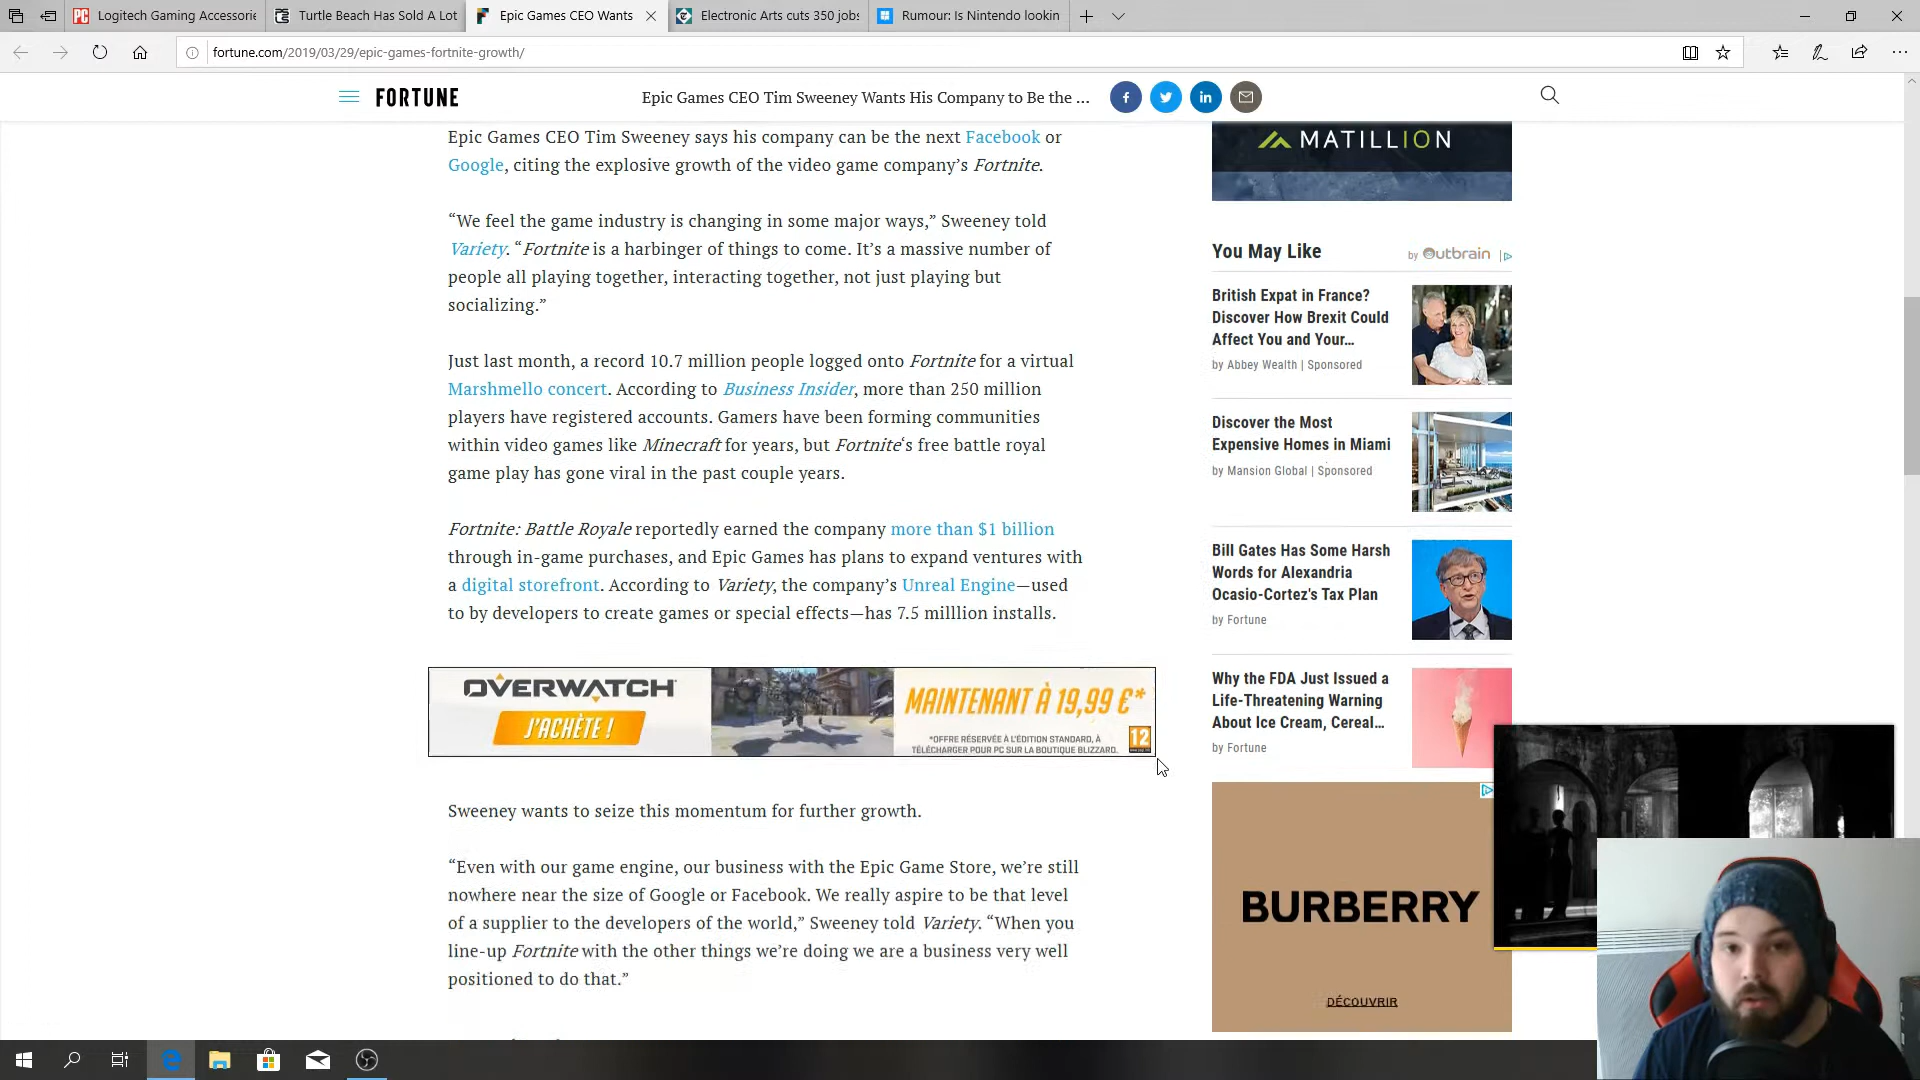 Logitech Gaming Accessorie
Turtle Beach Has Sold A Lot
Epic Games CEO Wants
Electronic Arts cuts 350 jobs
Rumour: Is Nintendo lookin
fortune.com/2019/03/29/epic-games-fortnite-growth/
FORTUNE
Epic Games CEO Tim Sweeney Wants His Company to Be the ...
Epic Games CEO Tim Sweeney says his company can be the next Facebook or
Google, citing the explosive growth of the video game company’s Fortnite.
“We feel the game industry is changing in some major ways,” Sweeney told
Variety. “Fortnite is a harbinger of things to come. It’s a massive number of
people all playing together, interacting together, not just playing but
socializing.”
Just last month, a record 10.7 million people logged onto Fortnite for a virtual
Marshmello concert. According to Business Insider, more than 250 million
players have registered accounts. Gamers have been forming communities
within video games like Minecraft for years, but Fortnite‘s free battle royal
game play has gone viral in the past couple years.
Fortnite: Battle Royale reportedly earned the company more than $1 billion
through in-game purchases, and Epic Games has plans to expand ventures with
a digital storefront. According to Variety, the company’s Unreal Engine—used
to by developers to create games or special effects—has 7.5 milllion installs.
OVERWATCH
J'ACHÈTE !
MAINTENANT À 19,99 €*
*OFFRE RÉSERVÉE À L'ÉDITION STANDARD, À
TÉLÉCHARGER POUR PC SUR LA BOUTIQUE BLIZZARD.
12
Sweeney wants to seize this momentum for further growth.
“Even with our game engine, our business with the Epic Game Store, we’re still
nowhere near the size of Google or Facebook. We really aspire to be that level
of a supplier to the developers of the world,” Sweeney told Variety. “When you
line-up Fortnite with the other things we’re doing we are a business very well
positioned to do that.”
MATILLION
You May Like
by Outbrain
British Expat in France?
Discover How Brexit Could
Affect You and Your...
by Abbey Wealth | Sponsored
Discover the Most
Expensive Homes in Miami
by Mansion Global | Sponsored
Bill Gates Has Some Harsh
Words for Alexandria
Ocasio-Cortez's Tax Plan
by Fortune
Why the FDA Just Issued a
Life-Threatening Warning
About Ice Cream, Cereal...
by Fortune
BURBERRY
DÉCOUVRIR